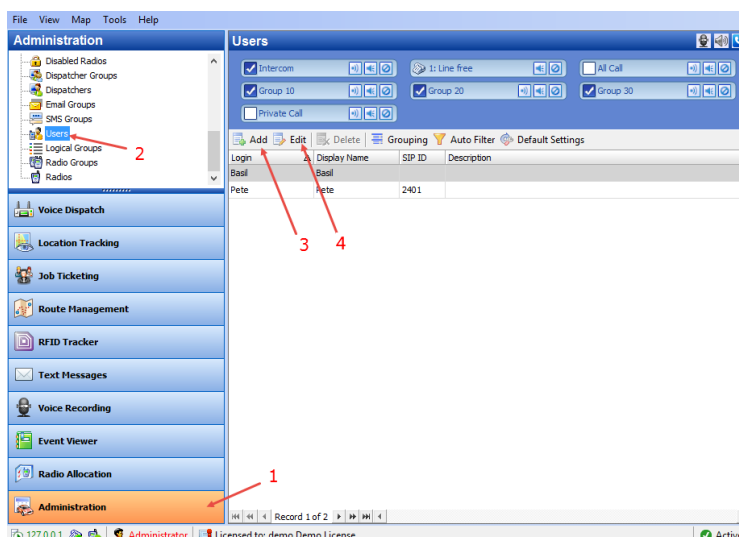 File View Map Tools Help
Administration
Disabled Radios
Dispatcher Groups
Dispatchers
Email Groups
SMS Groups
Users
Logical Groups
Radio Groups
Radios
2
Voice Dispatch
Location Tracking
Job Ticketing
Route Management
RFID Tracker
Text Messages
Voice Recording
Event Viewer
Radio Allocation
Administration
1
Users
Intercom 1: Line free All Call
Group 10 Group 20 Group 30
Private Call
Add Edit Delete Grouping Auto Filter Default Settings
Login Display Name SIP ID Description
Basil Basil
Pete Pete 2401
3 4
Record 1 of 2
127.0.0.1 Administrator Licensed to: demo Demo License Active